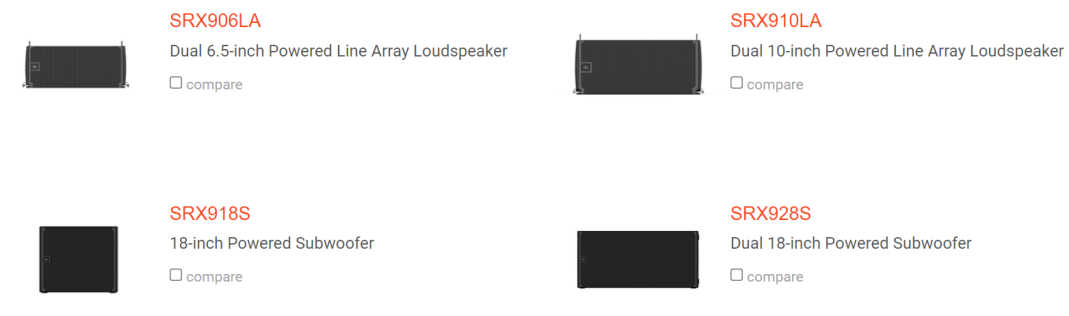 SRX906LA
Dual 6.5-inch Powered Line Array Loudspeaker
compare
SRX910LA
Dual 10-inch Powered Line Array Loudspeaker
compare
SRX918S
18-inch Powered Subwoofer
compare
SRX928S
Dual 18-inch Powered Subwoofer
compare